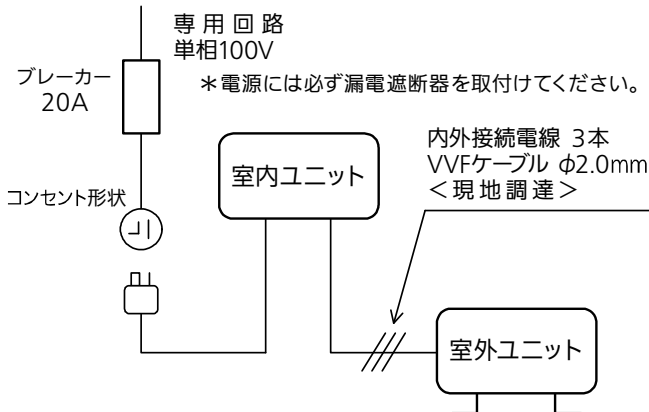 専用回路
単相100V
＊電源には必ず漏電遮断器を取付けてください。
ブレーカー
20A
内外接続電線 3本
VVFケーブル φ2.0mm
＜現地調達＞
室内ユニット
コンセント形状
室外ユニット